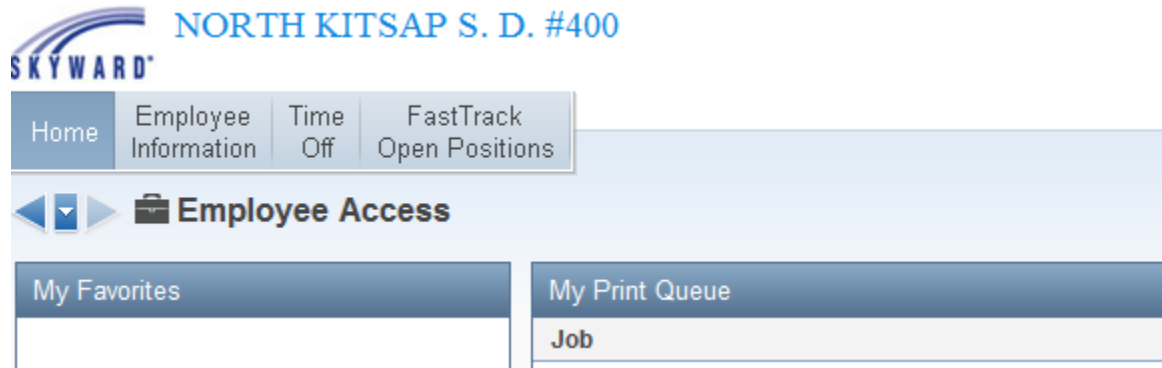 NORTH KITSAP S. D. #400
SKYWARD®
Home
Employee
Information
Time
Off
FastTrack
Open Positions
Employee Access
My Favorites
My Print Queue
Job